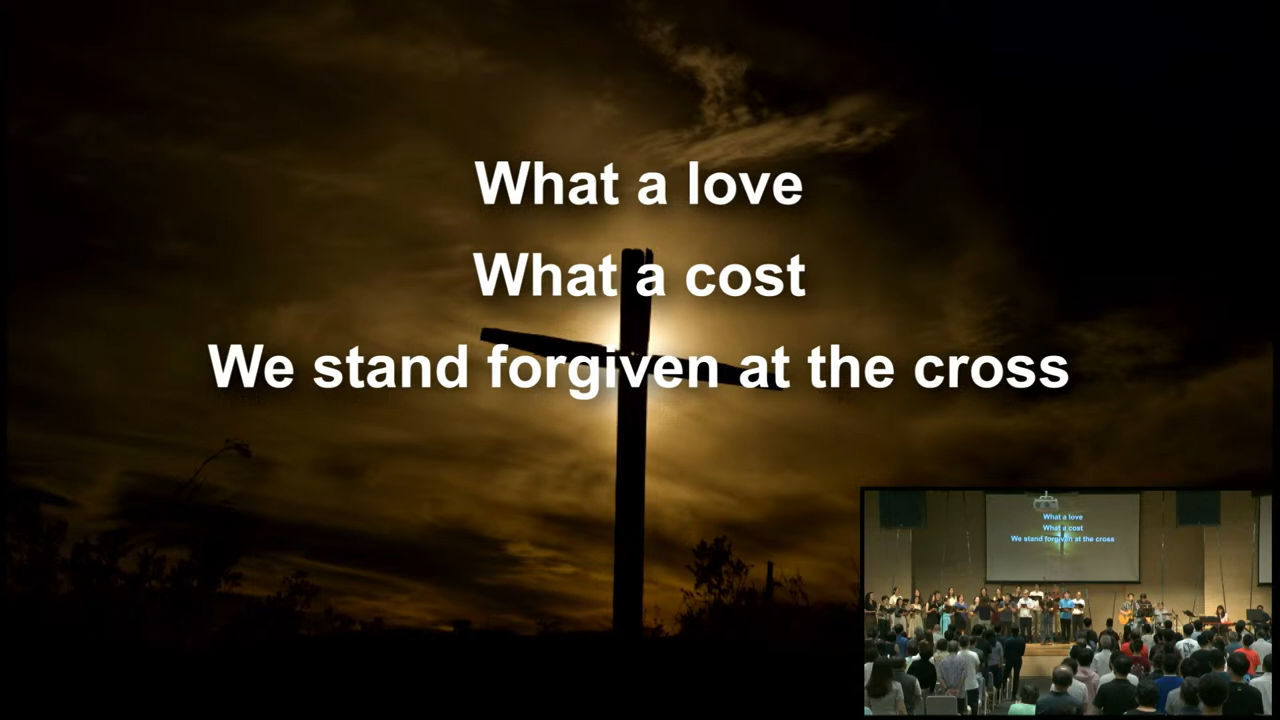 What a love
What a cost
We stand forgiven at the cross
What a love
What a cost
We stand forgiven at the cross